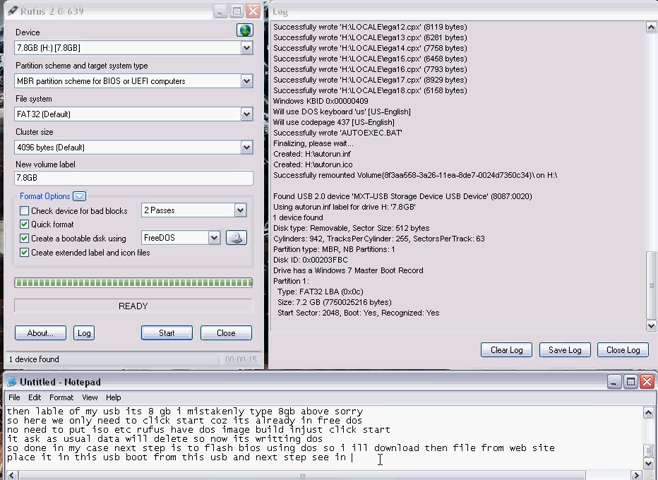 Rufus 2.0.639
Device
7.8GB (H:) [7.8GB]
Partition scheme and target system type
MBR partition scheme for BIOS or UEFI computers
File system
FAT32 (Default)
Cluster size
4096 bytes (Default)
New volume label
7.8GB
Format Options
Check device for bad blocks
2 Passes
Quick format
Create a bootable disk using
FreeDOS
Create extended label and icon files
READY
About...
Log
Start
Close
1 device found
00:00:15
Log
Successfully wrote 'H:\LOCALE\ega12.cpx' (8119 bytes)
Successfully wrote 'H:\LOCALE\ega13.cpx' (6281 bytes)
Successfully wrote 'H:\LOCALE\ega14.cpx' (7758 bytes)
Successfully wrote 'H:\LOCALE\ega15.cpx' (6458 bytes)
Successfully wrote 'H:\LOCALE\ega16.cpx' (7793 bytes)
Successfully wrote 'H:\LOCALE\ega17.cpx' (8929 bytes)
Successfully wrote 'H:\LOCALE\ega18.cpx' (5158 bytes)
Windows KBID 0x00000409
Will use DOS keyboard 'us' [US-English]
Will use codepage 437 [US-English]
Successfully wrote 'AUTOEXEC.BAT'
Finalizing, please wait...
Created: H:\autorun.inf
Created: H:\autorun.ico
Successfully remounted Volume{8f3aa558-3a26-11ea-8de7-0024d7350c34}\ on H:\
Found USB 2.0 device 'MXT-USB Storage Device USB Device' (8087:0020)
Using autorun.inf label for drive H: '7.8GB'
1 device found
Disk type: Removable, Sector Size: 512 bytes
Cylinders: 942, TracksPerCylinder: 255, SectorsPerTrack: 63
Partition type: MBR, NB Partitions: 1
Disk ID: 0x00203FBC
Drive has a Windows 7 Master Boot Record
Partition 1:
Type: FAT32 LBA (0x0c)
Size: 7.2 GB (7750025216 bytes)
Start Sector: 2048, Boot: Yes, Recognized: Yes
Clear Log
Save Log
Close Log
Untitled - Notepad
File Edit Format View Help
then lable of my usb its 8 gb i mistakenly type 8gb above sorry
so here we only need to click start coz its already in free dos
no need to put iso etc rufus have dos image build injust click start
it ask as usual data will delete so now its writting dos
so done in my case next step is to flash bios using dos so i ill download then file from web site
place it in this usb boot from this usb and next step see in